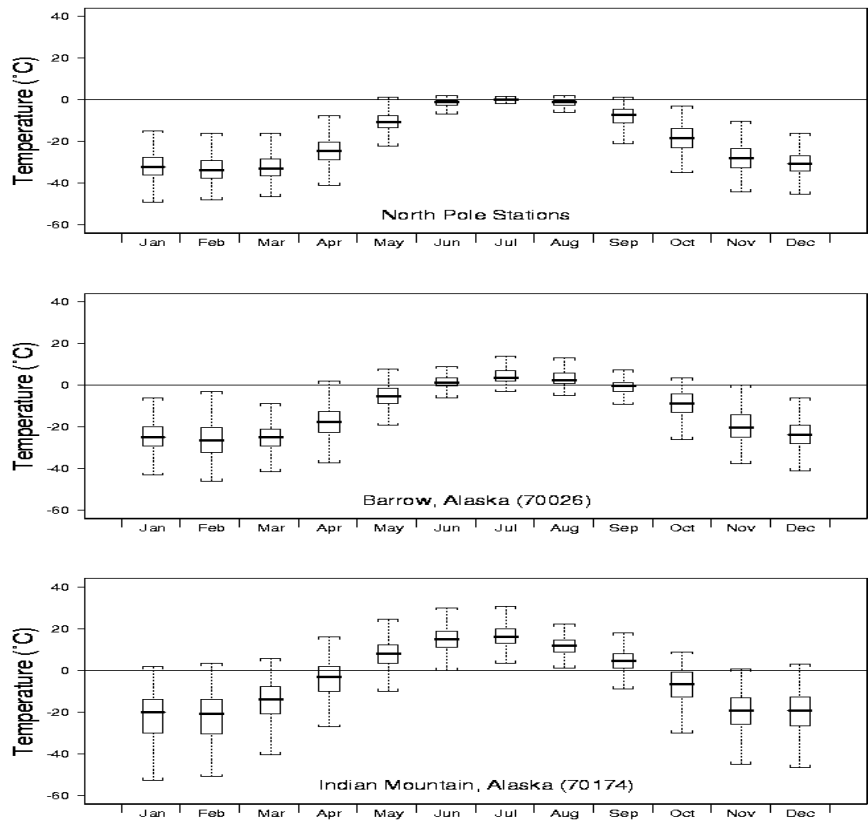 40
20
0
-20
-40
-60
Temperature (°C)
North Pole Stations
Jan Feb Mar Apr May Jun Jul Aug Sep Oct Nov Dec
40
20
0
-20
-40
-60
Temperature (°C)
Barrow, Alaska (70026)
Jan Feb Mar Apr May Jun Jul Aug Sep Oct Nov Dec
40
20
0
-20
-40
-60
Temperature (°C)
Indian Mountain, Alaska (70174)
Jan Feb Mar Apr May Jun Jul Aug Sep Oct Nov Dec